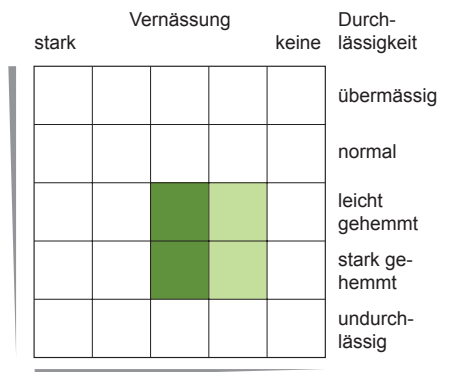 Vernässung
Durch-
stark
keine
lässigkeit
übermässig
normal
leicht
gehemmt
stark ge-
hemmt
undurch-
lässig